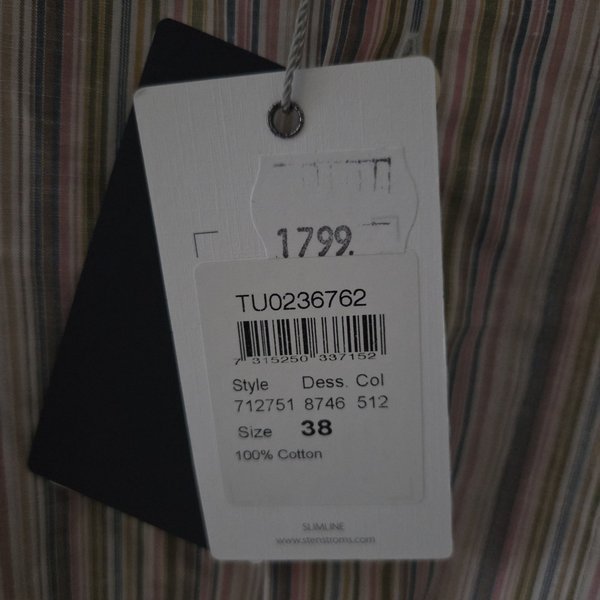 1799.
TU0236762
7 315250 337152
Style Dess. Col
712751 8746 512
Size 38
100% Cotton
SLIMLINE
www.stenstroms.com